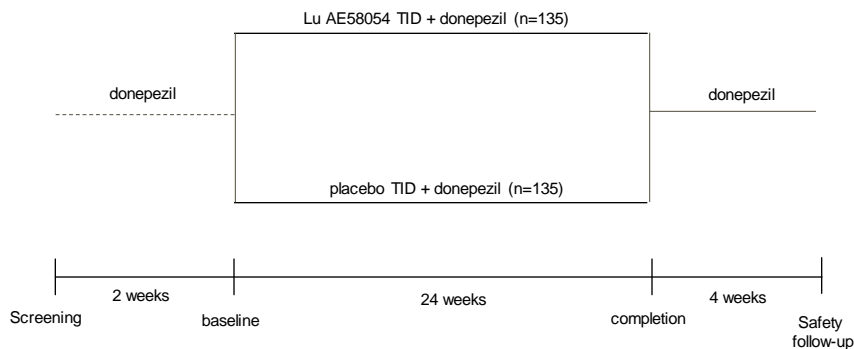 Lu AE58054 TID + donepezil (n=135)
donepezil
donepezil
placebo TID + donepezil (n=135)
2 weeks
24 weeks
4 weeks
Screening
baseline
completion
Safety
follow-up